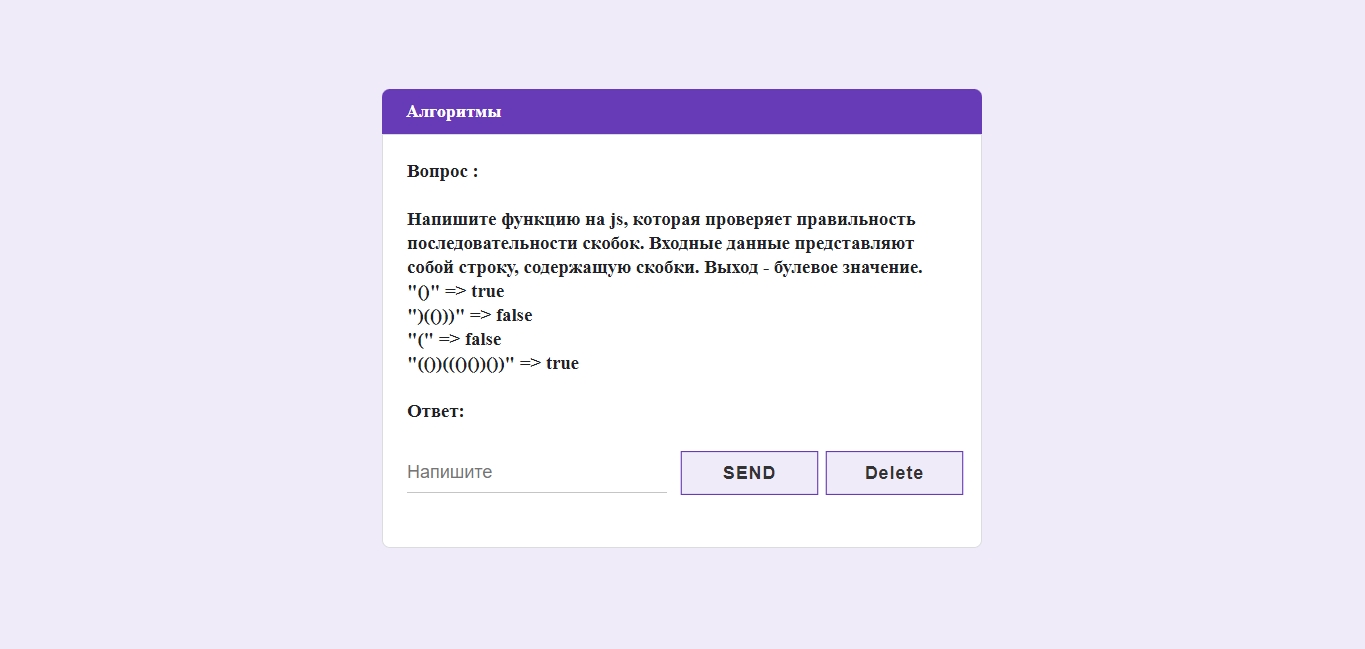 Алгоритмы
Вопрос :
Напишите функцию на js, которая проверяет правильность
последовательности скобок. Входные данные представляют
собой строку, содержащую скобки. Выход - булевое значение.
"()" => true
")(()))" => false
"(" => false
"(())((()())())" => true
Ответ:
Напишите SEND Delete